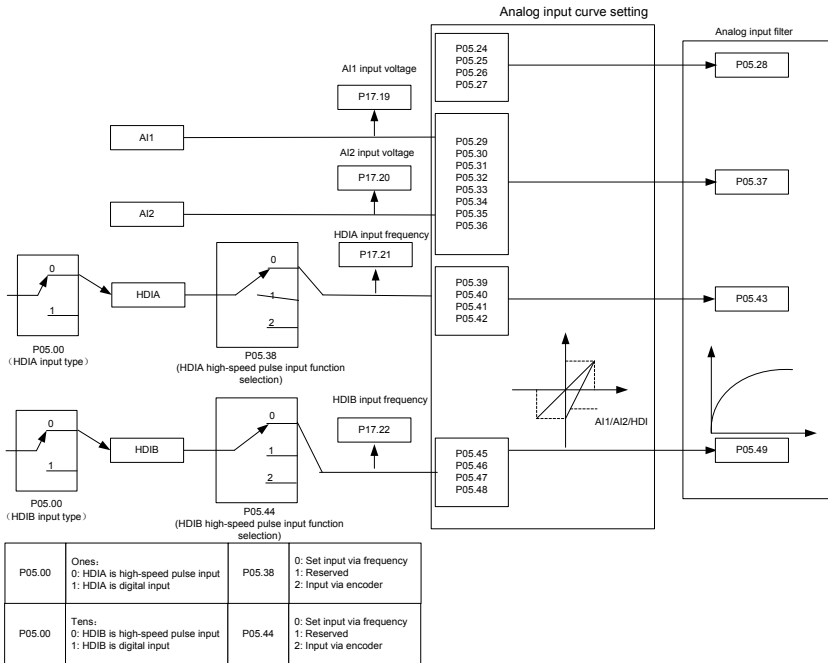 Analog input curve setting
Analog input filter
P05.24
P05.25
P05.26
P05.27
P05.28
AI1 input voltage
P17.19
AI1
AI2 input voltage
P17.20
AI2
P05.29
P05.30
P05.31
P05.32
P05.33
P05.34
P05.35
P05.36
P05.37
HDIA input frequency
P17.21
0
1
HDIA
0
1
2
P05.39
P05.40
P05.41
P05.42
P05.43
P05.00
（HDIA input type）
P05.38
(HDIA high-speed pulse input function
selection)
AI1/AI2/HDI
HDIB input frequency
P17.22
0
1
HDIB
0
1
2
P05.45
P05.46
P05.47
P05.48
P05.49
P05.00
（HDIB input type）
P05.44
(HDIB high-speed pulse input function
selection)
P05.00
Ones:
0: HDIA is high-speed pulse input
1: HDIA is digital input
P05.38
0: Set input via frequency
1: Reserved
2: Input via encoder
P05.00
Tens:
0: HDIB is high-speed pulse input
1: HDIB is digital input
P05.44
0: Set input via frequency
1: Reserved
2: Input via encoder